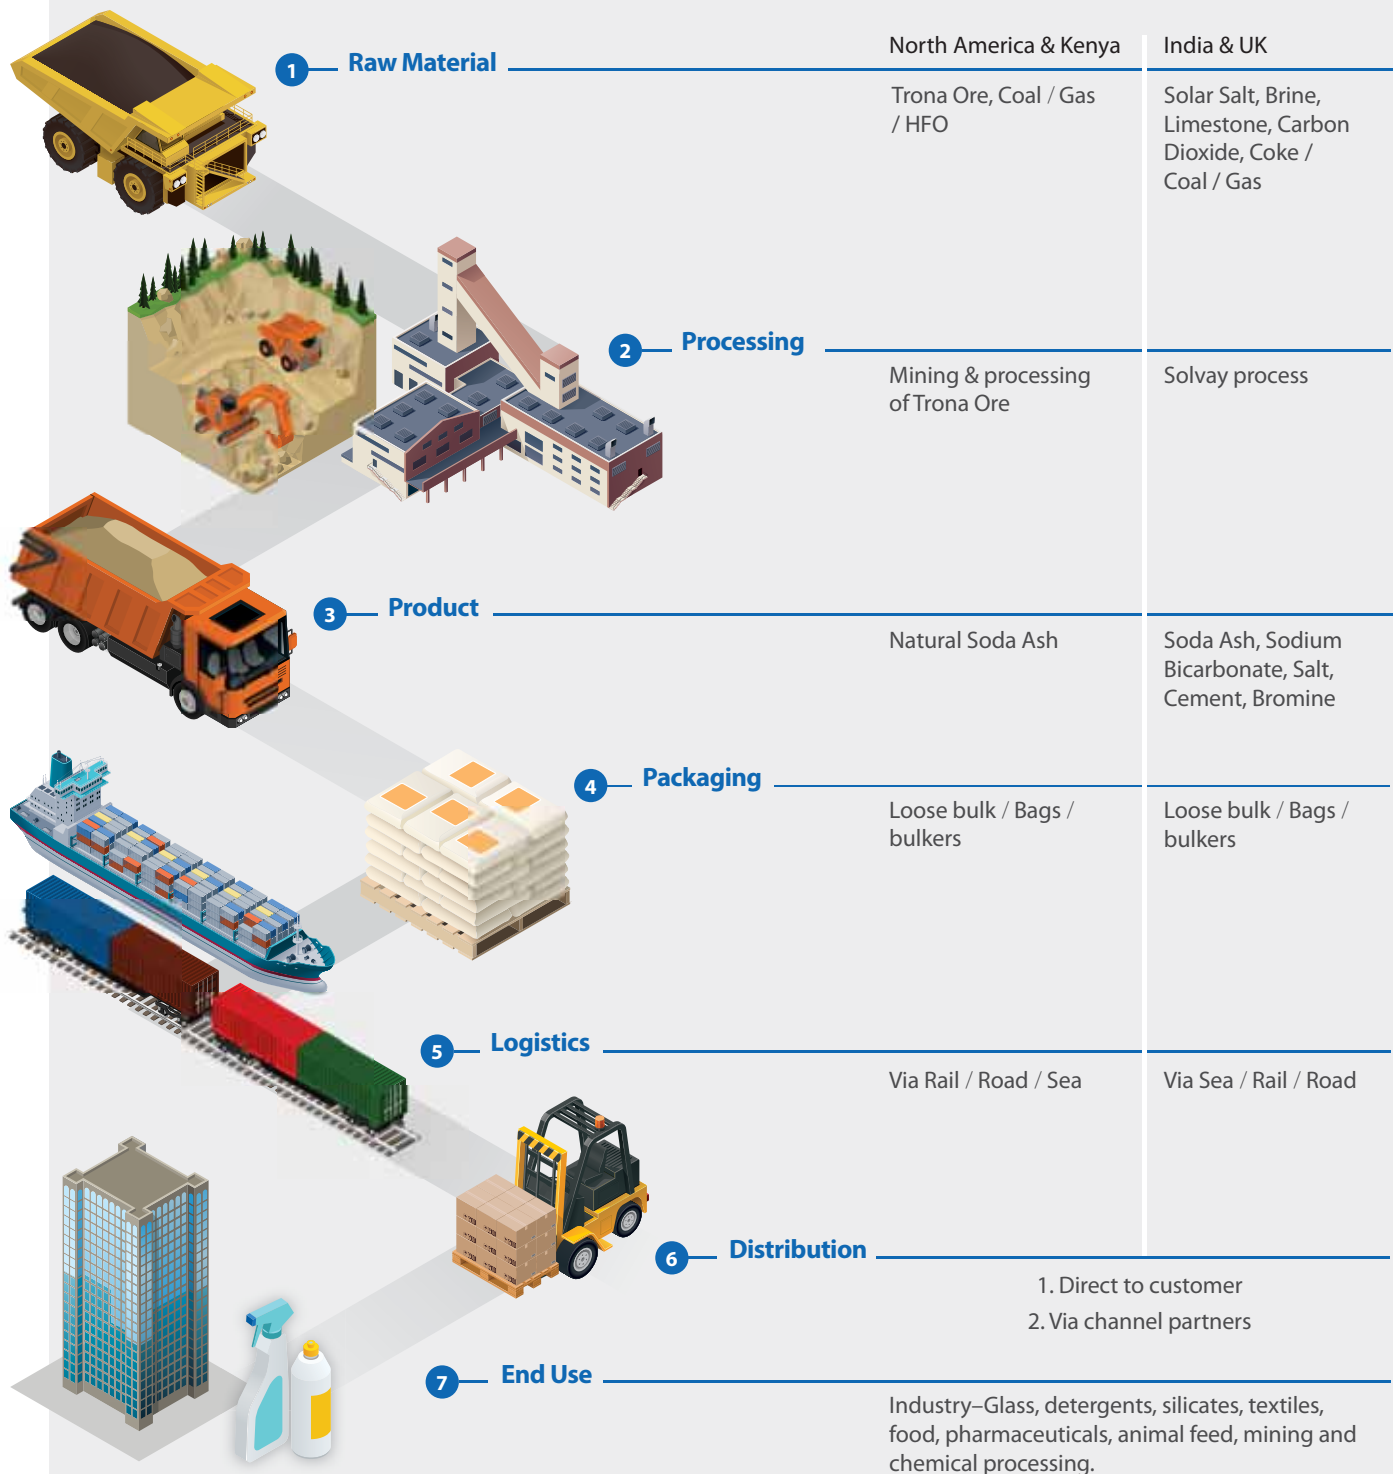 North America & Kenya
India & UK
1 Raw Material
Trona Ore, Coal / Gas
/ HFO
Solar Salt, Brine,
Limestone, Carbon
Dioxide, Coke /
Coal / Gas
2 Processing
Mining & processing
of Trona Ore
Solvay process
3 Product
Natural Soda Ash
Soda Ash, Sodium
Bicarbonate, Salt,
Cement, Bromine
4 Packaging
Loose bulk / Bags /
bulkers
Loose bulk / Bags /
bulkers
5 Logistics
Via Rail / Road / Sea
Via Sea / Rail / Road
6 Distribution
1. Direct to customer
2. Via channel partners
7 End Use
Industry–Glass, detergents, silicates, textiles,
food, pharmaceuticals, animal feed, mining and
chemical processing.